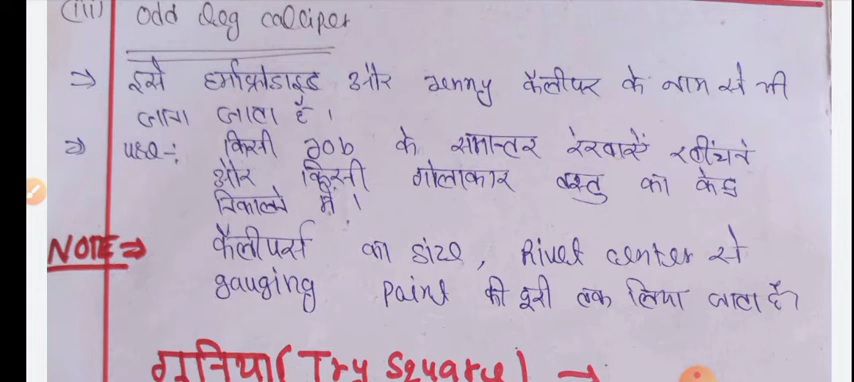 (iii) odd leg calliper
⇒ इसे हर्माफ्रोडाइट और Jenny कैलीपर के नाम से भी
जाना जाता है।
⇒ use-: किसी Job के समान्तर रेखाऐं खींचने
और किसी गोलाकार वस्तु का केन्द्र
निकालने में।
NOTE ⇒ कैलीपर्स का साइज, Rivet center से
gauging Point की दूरी तक लिया जाता है।
गुनिया (Try Square) →